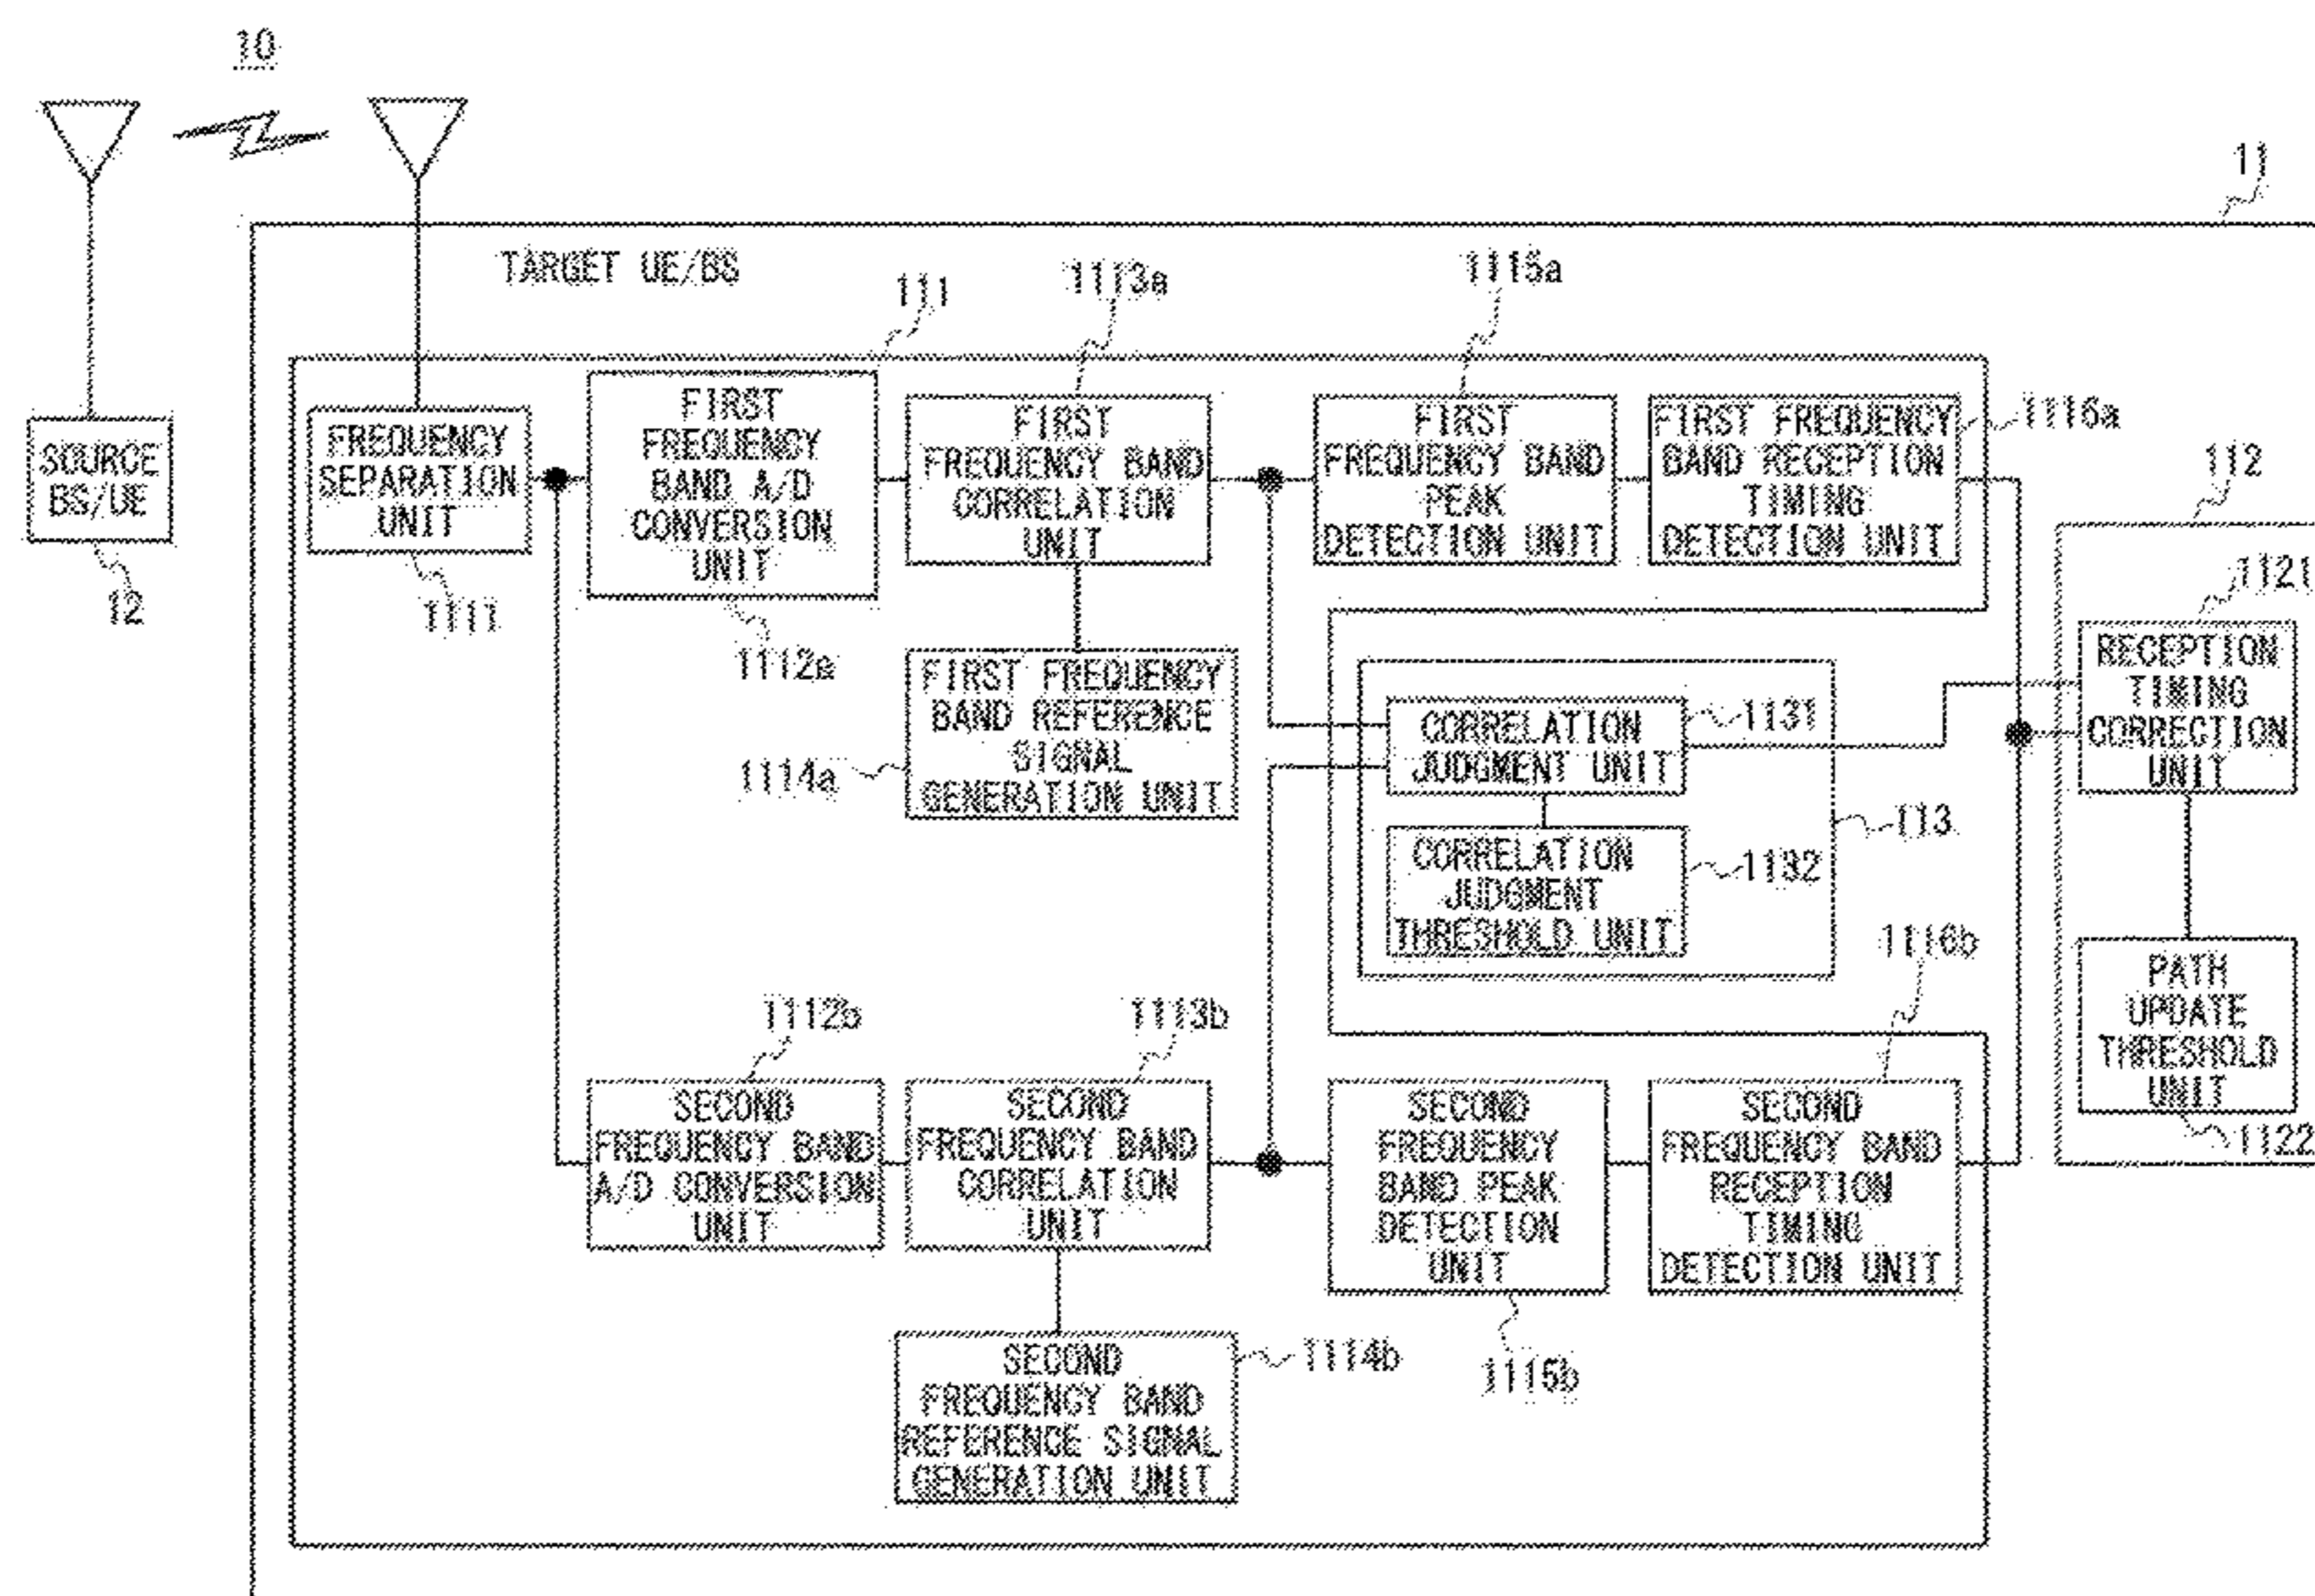 10
11
TARGET UE/BS
111
1113a
1115a
SOURCE
BS/UE
12
FREQUENCY
SEPARATION
UNIT
1111
FIRST
FREQUENCY
BAND A/D
CONVERSION
UNIT
1112a
FIRST
FREQUENCY BAND
CORRELATION
UNIT
FIRST
FREQUENCY BAND
PEAK
DETECTION UNIT
FIRST FREQUENCY
BAND RECEPTION
TIMING
DETECTION UNIT
1116a
112
FIRST FREQUENCY
BAND REFERENCE
SIGNAL
GENERATION UNIT
1114a
CORRELATION
JUDGMENT UNIT
1131
CORRELATION
JUDGMENT
THRESHOLD UNIT
1132
113
1121
RECEPTION
TIMING
CORRECTION
UNIT
PATH
UPDATE
THRESHOLD
UNIT
1122
1112b
1113b
1116b
SECOND
FREQUENCY BAND
A/D CONVERSION
UNIT
SECOND
FREQUENCY BAND
CORRELATION
UNIT
SECOND
FREQUENCY
BAND PEAK
DETECTION
UNIT
1115b
SECOND
FREQUENCY BAND
RECEPTION
TIMING
DETECTION UNIT
SECOND
FREQUENCY BAND
REFERENCE SIGNAL
GENERATION UNIT
1114b